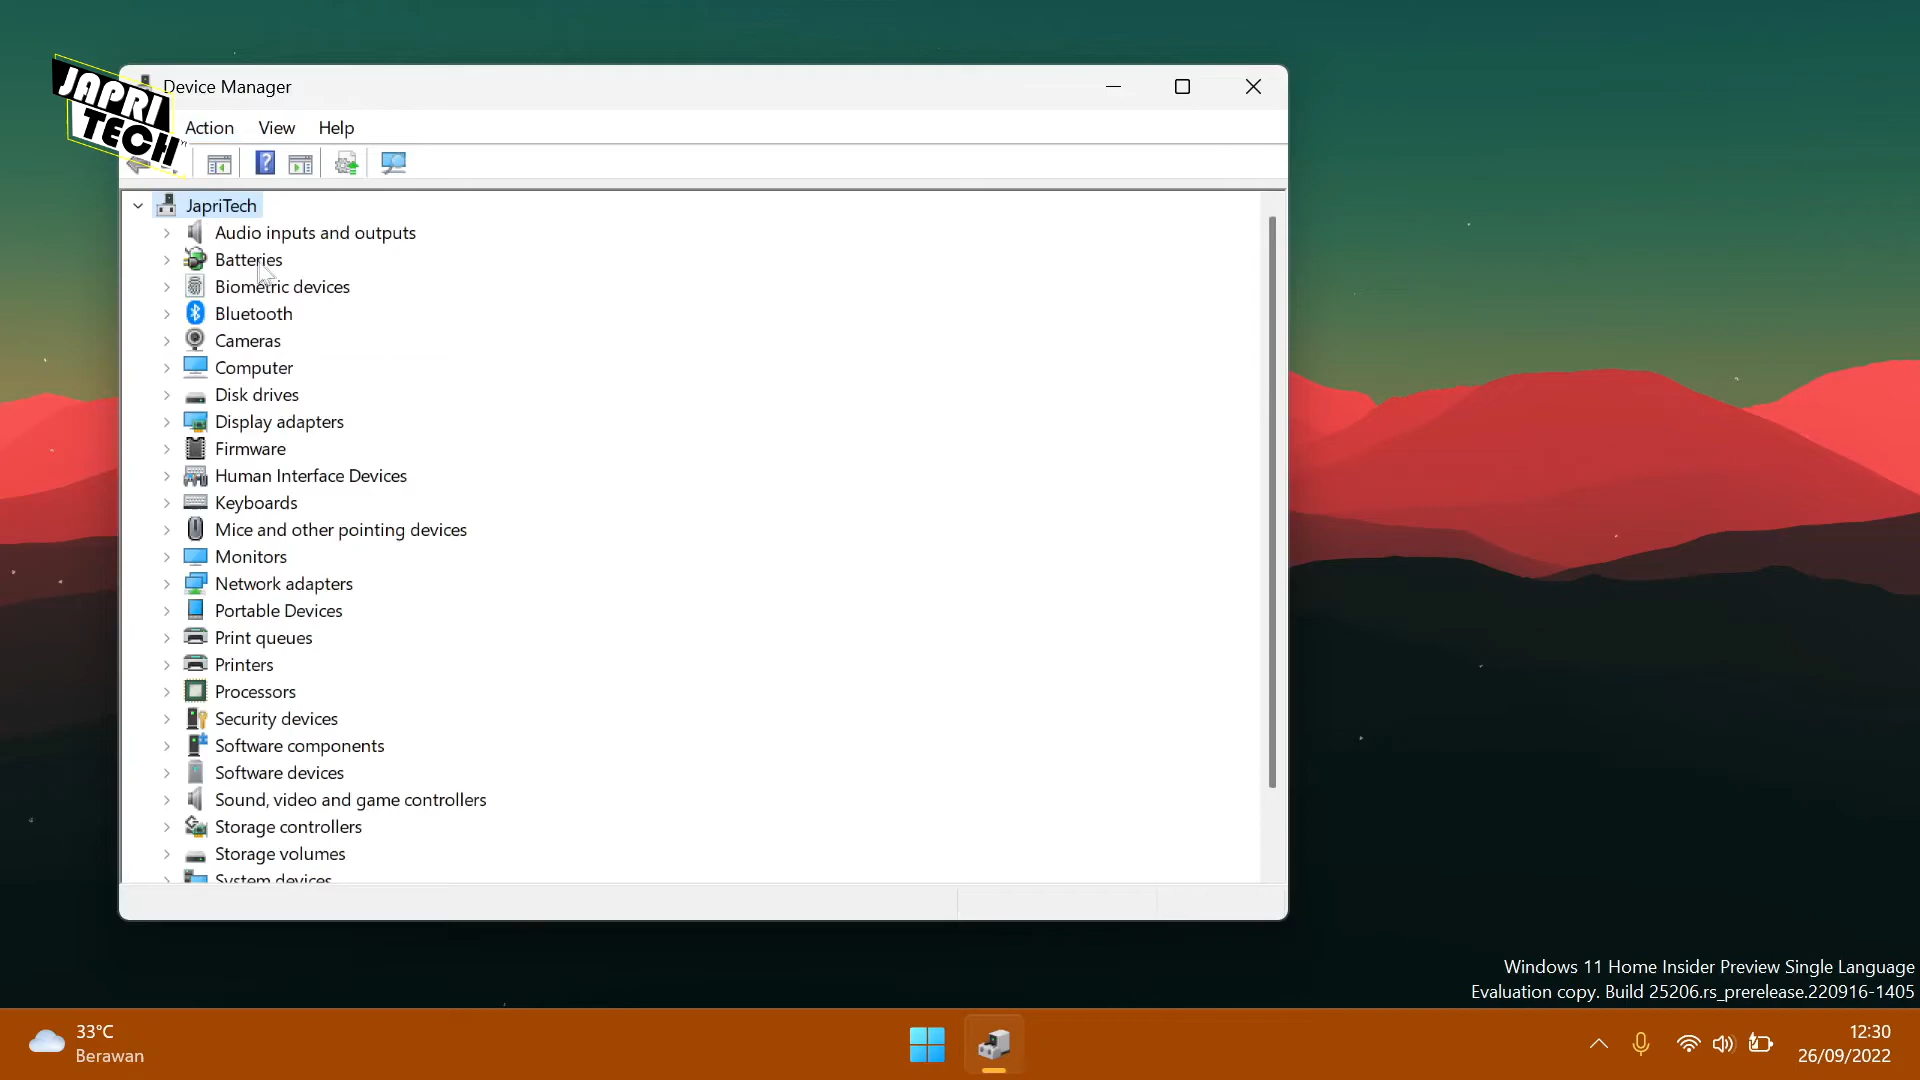 JAPRI
TECH
Device Manager
Action View Help
JapriTech
Audio inputs and outputs
Batteries
Biometric devices
Bluetooth
Cameras
Computer
Disk drives
Display adapters
Firmware
Human Interface Devices
Keyboards
Mice and other pointing devices
Monitors
Network adapters
Portable Devices
Print queues
Printers
Processors
Security devices
Software components
Software devices
Sound, video and game controllers
Storage controllers
Storage volumes
System devices
Windows 11 Home Insider Preview Single Language
Evaluation copy. Build 25206.rs_prerelease.220916-1405
33°C
Berawan
12:30
26/09/2022